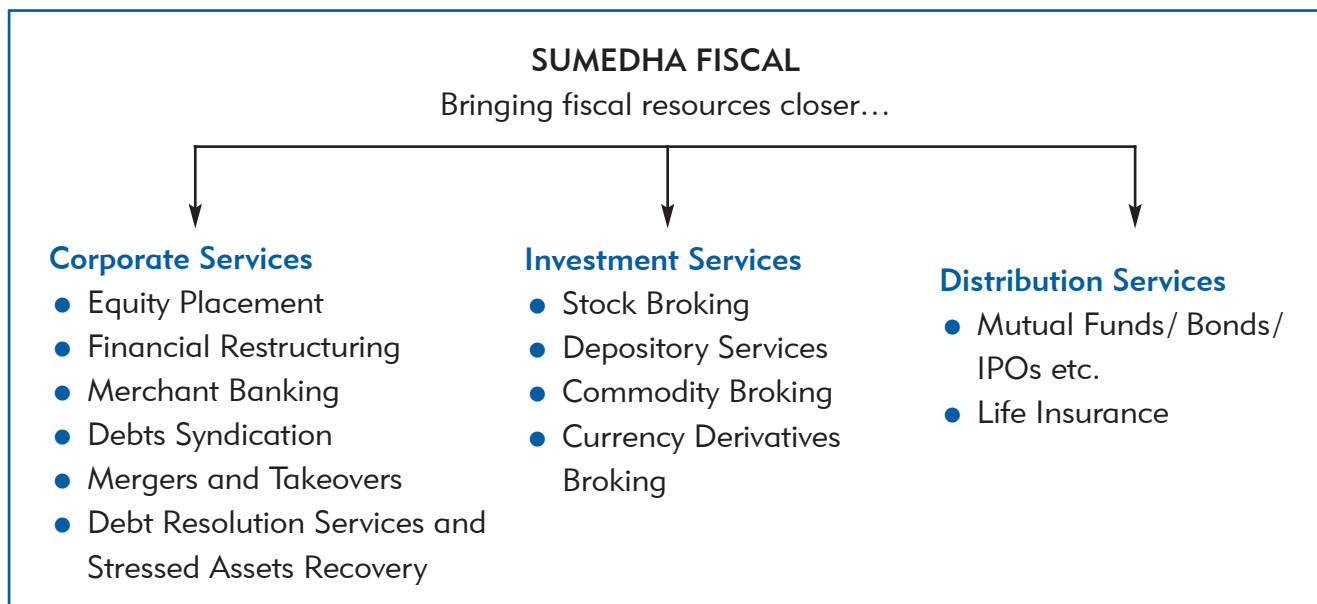 SUMEDHA FISCAL
Bringing fiscal resources closer...
Corporate Services
● Equity Placement
● Financial Restructuring
● Merchant Banking
● Debts Syndication
● Mergers and Takeovers
● Debt Resolution Services and
Stressed Assets Recovery
Investment Services
● Stock Broking
● Depository Services
● Commodity Broking
● Currency Derivatives
Broking
Distribution Services
● Mutual Funds/ Bonds/
IPOs etc.
● Life Insurance